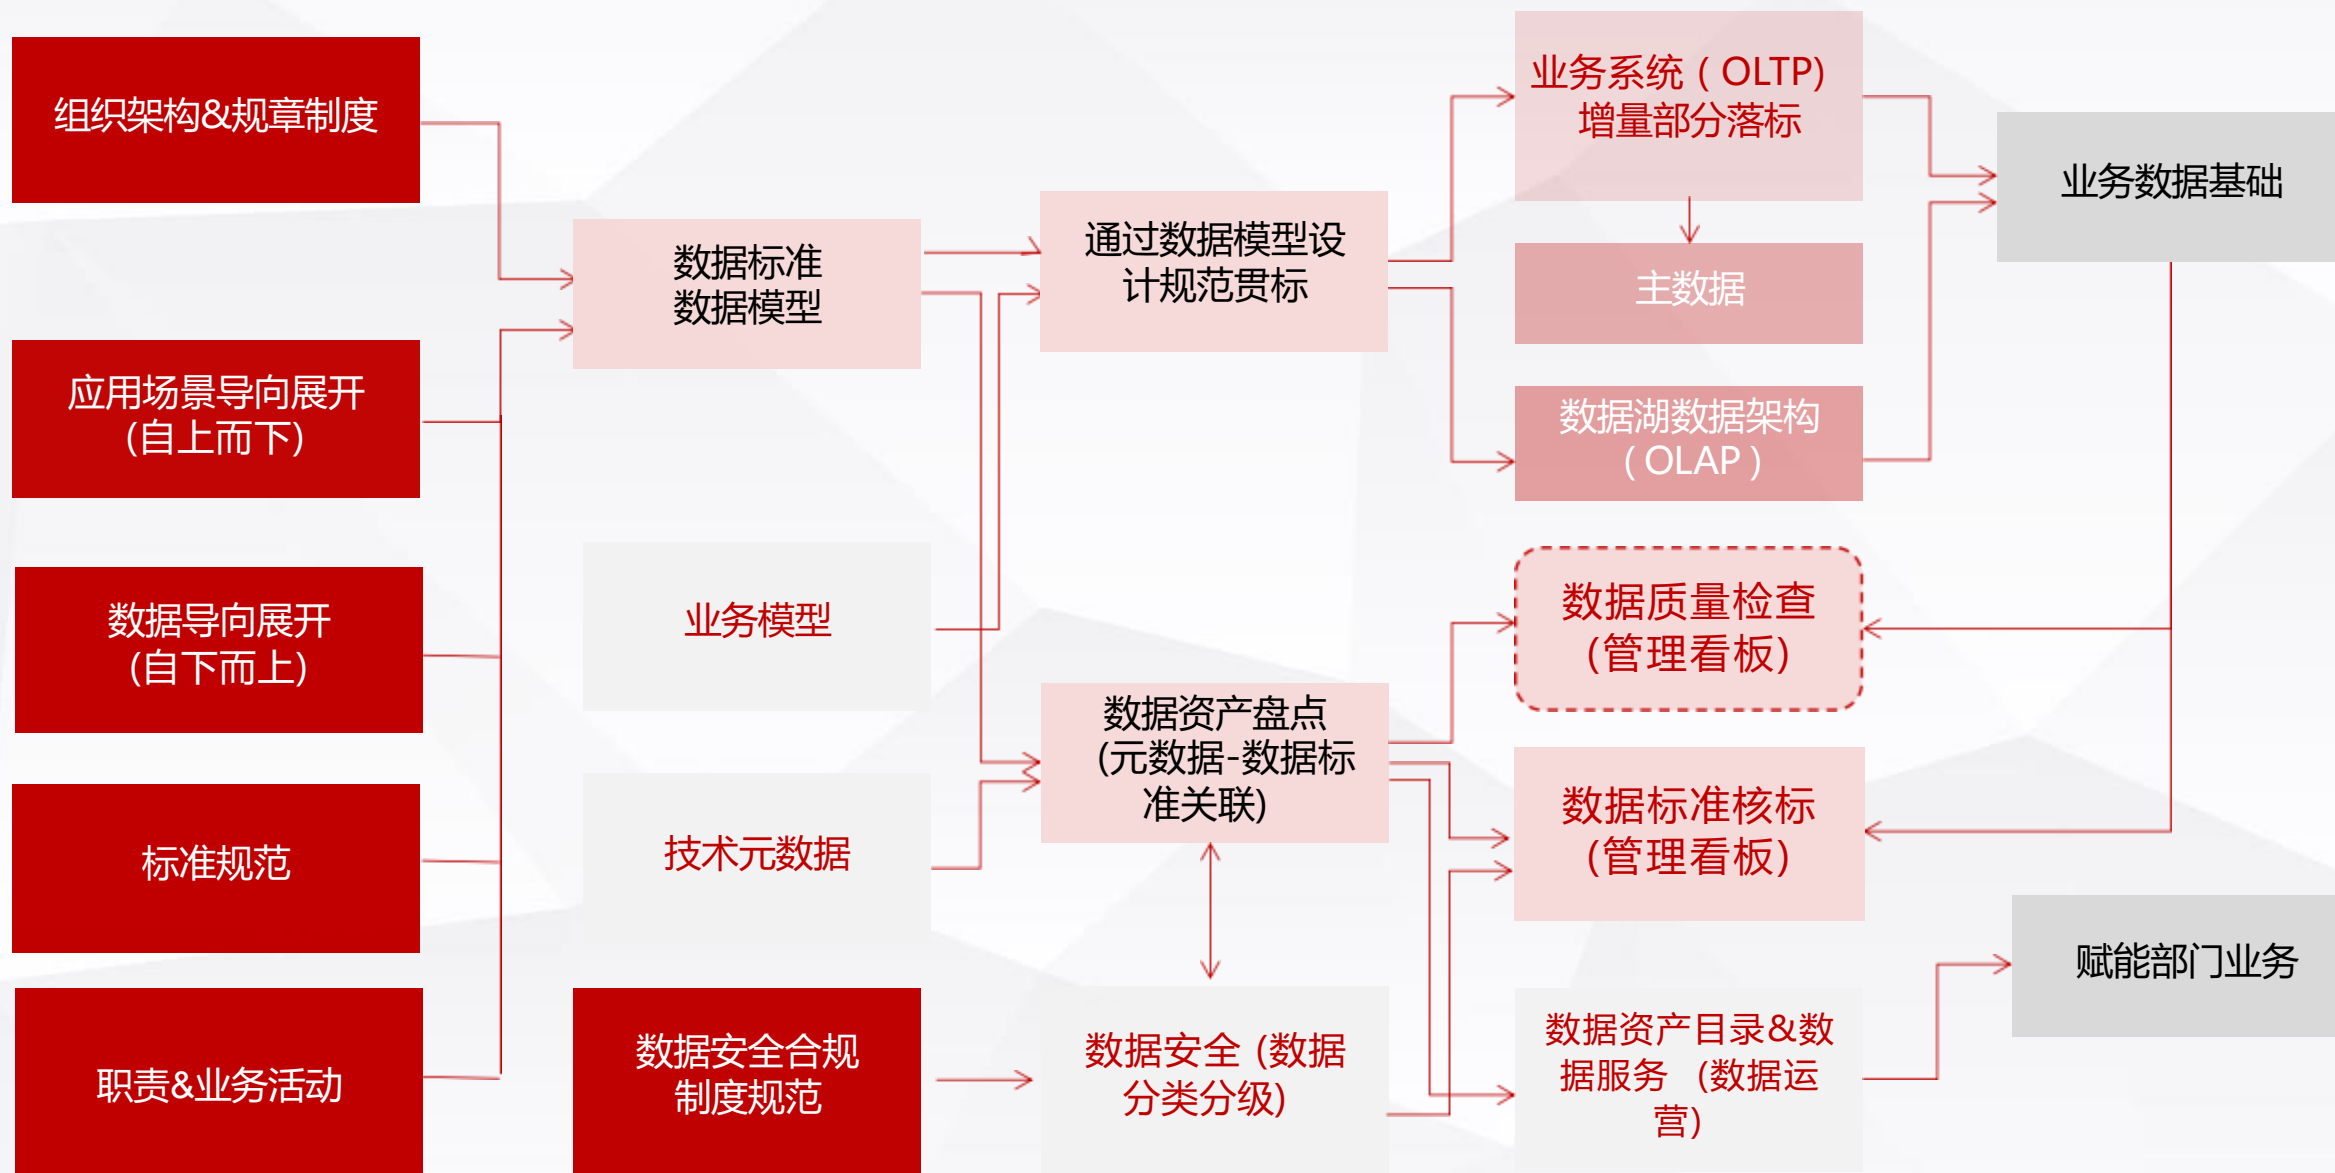 组织架构&规章制度
应用场景导向展开
(自上而下)
数据导向展开
(自下而上)
标准规范
职责&业务活动
数据标准
数据模型
业务模型
技术元数据
数据安全合规
制度规范
通过数据模型设
计规范贯标
数据资产盘点
(元数据-数据标
准关联)
数据安全 (数据
分类分级)
业务系统 ( OLTP)
增量部分落标
主数据
数据湖数据架构
( OLAP )
数据质量检查
(管理看板)
数据标准核标
(管理看板)
数据资产目录&数
据服务 (数据运
营)
业务数据基础
赋能部门业务